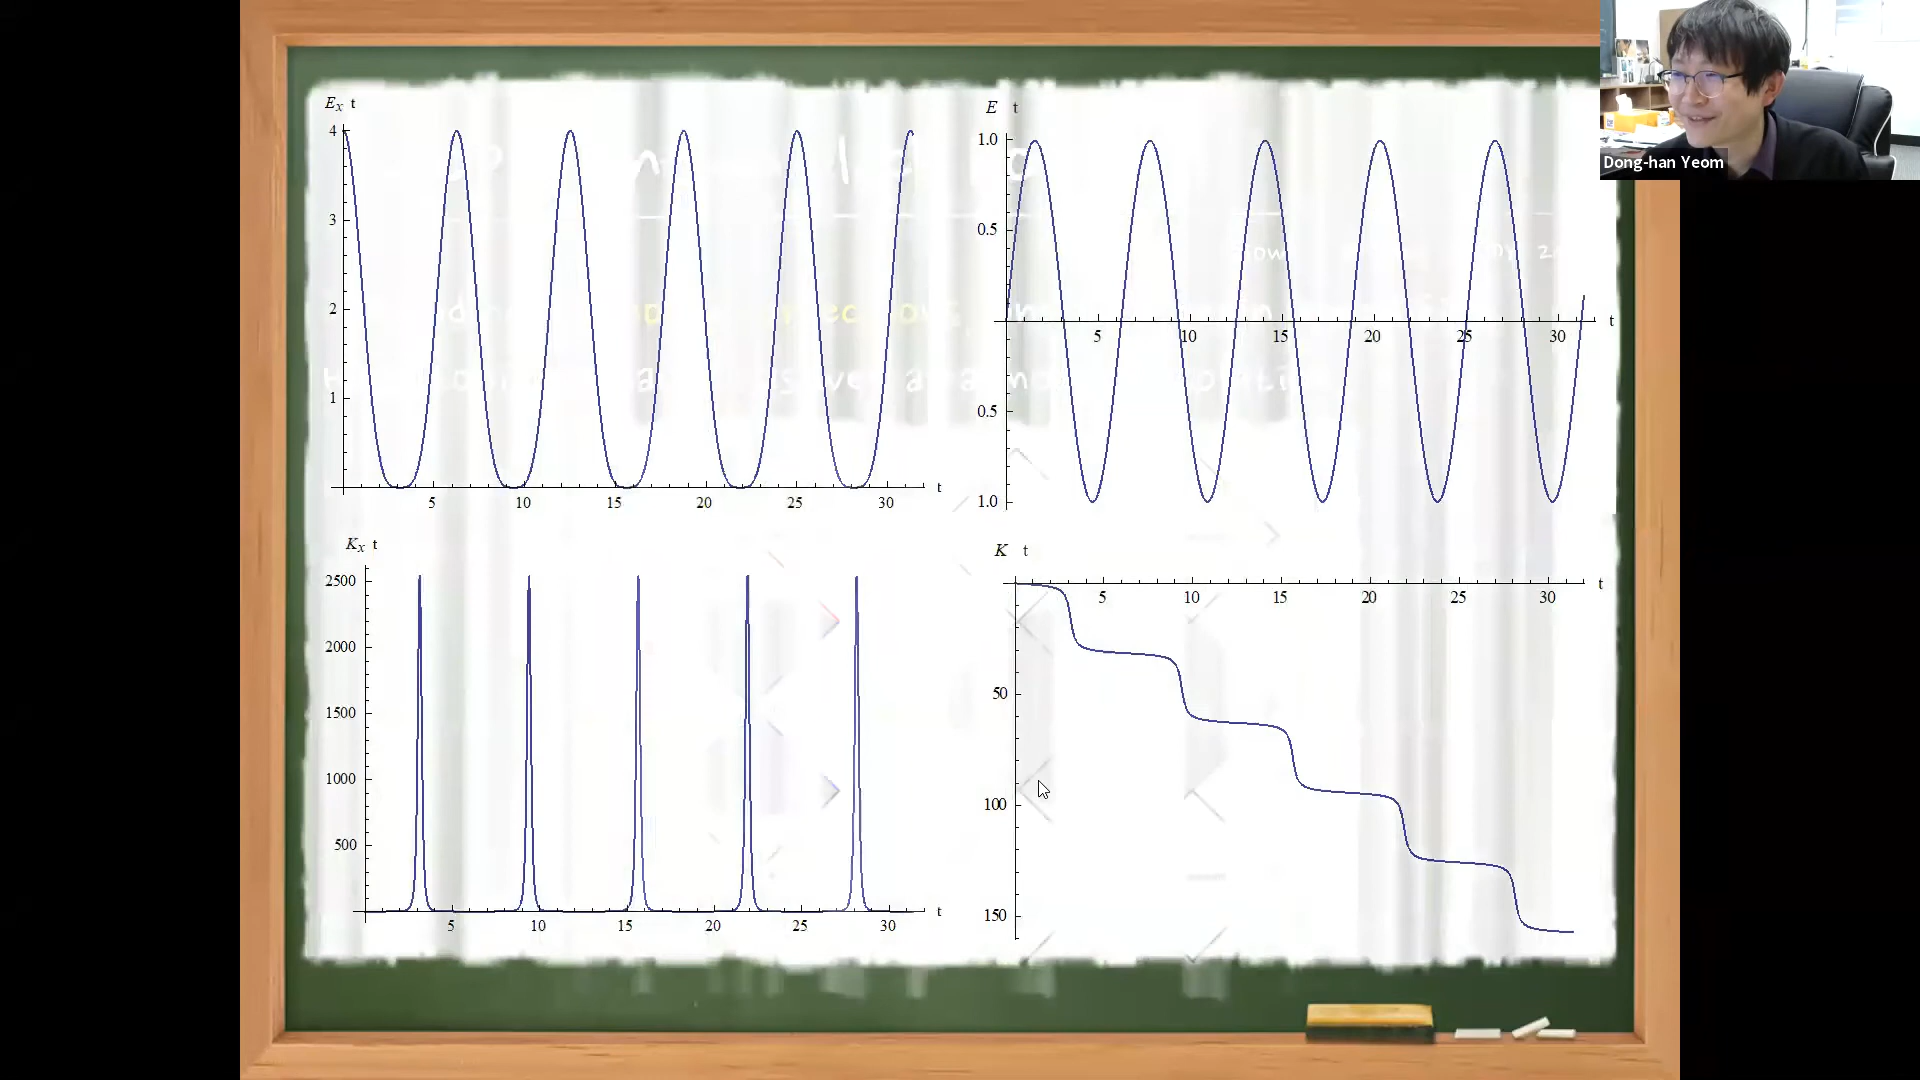 Dong-han Yeom
E_x t
4
3
2
1
5 10 15 20 25 30 t
E t
1.0
0.5
5 10 15 20 25 30 t
0.5
1.0
K_x t
2500
2000
1500
1000
500
5 10 15 20 25 30 t
K t
5 10 15 20 25 30 t
50
100
150